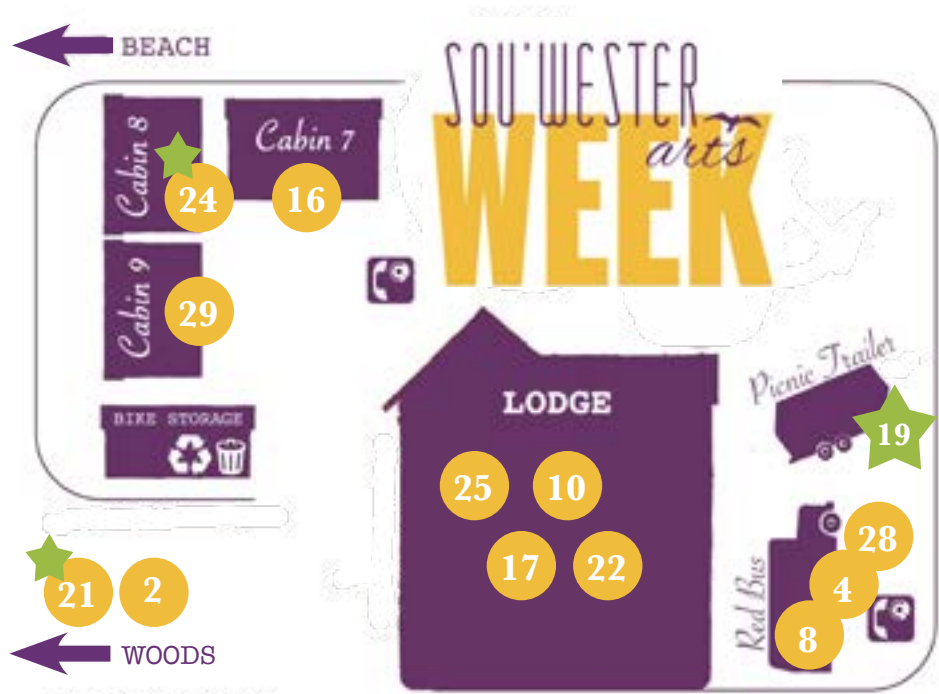 BEACH
SOU'WESTER
arts
WEEK
Cabin 8
24
Cabin 7
16
Cabin 9
29
BIKE STORAGE
LODGE
25
10
17
22
Picnic Trailer
19
Red Bus
28
4
8
21
2
WOODS